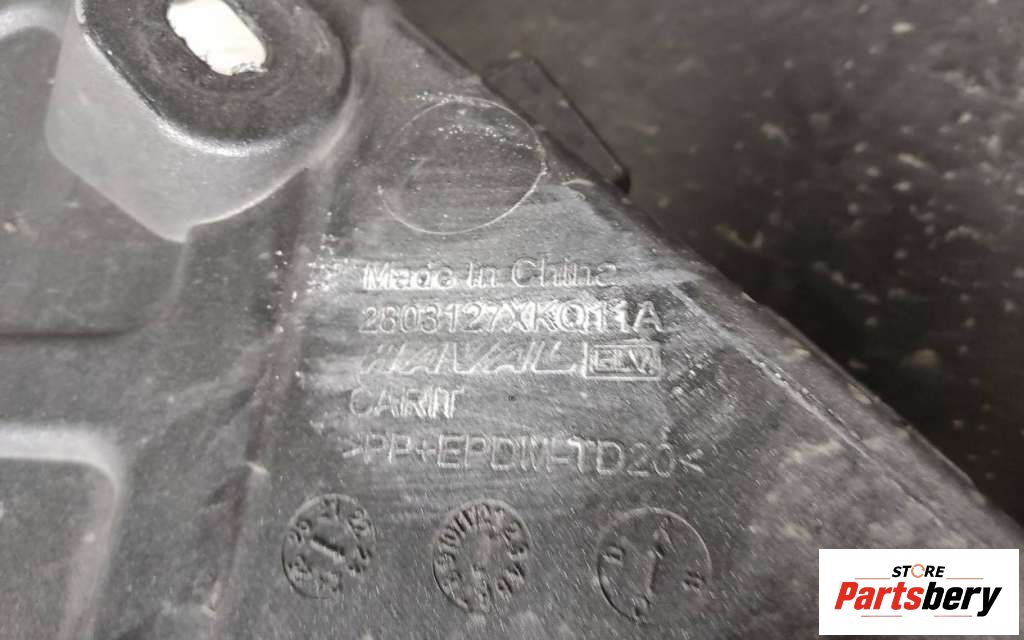 Made In China
2803127XKQ11A
HAVAL H.V.
CARIT
>PP+EPDM-TD20<
STORE
Partsbery